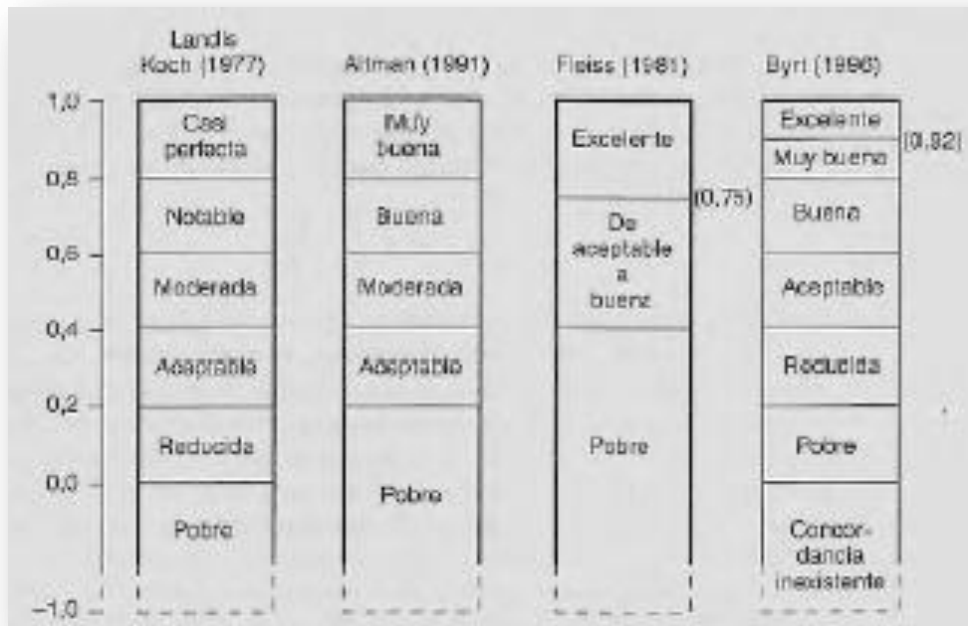 Landis
Koch (1977)
Altman (1991)
Fleiss (1981)
Byrt (1996)
1,0
0,8
0,6
0,4
0,2
0,0
–1,0
Casi
perfecta
Notable
Moderada
Aceptable
Reducida
Pobre
Muy
buena
Buena
Moderada
Aceptable
Pobre
Excelente
(0,75)
De
aceptable
a
buena
Pobre
Excelente
(0,92)
Muy buena
Buena
Aceptable
Reducida
Pobre
Concor-
dancia
inexistente